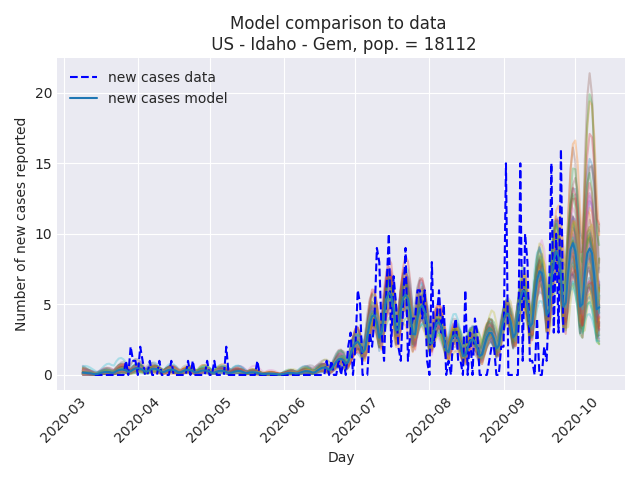 Model comparison to data
US - Idaho - Gem, pop. = 18112
new cases data
new cases model
Number of new cases reported
20
15
10
5
0
2020-03
2020-04
2020-05
2020-06
2020-07
2020-08
2020-09
2020-10
Day